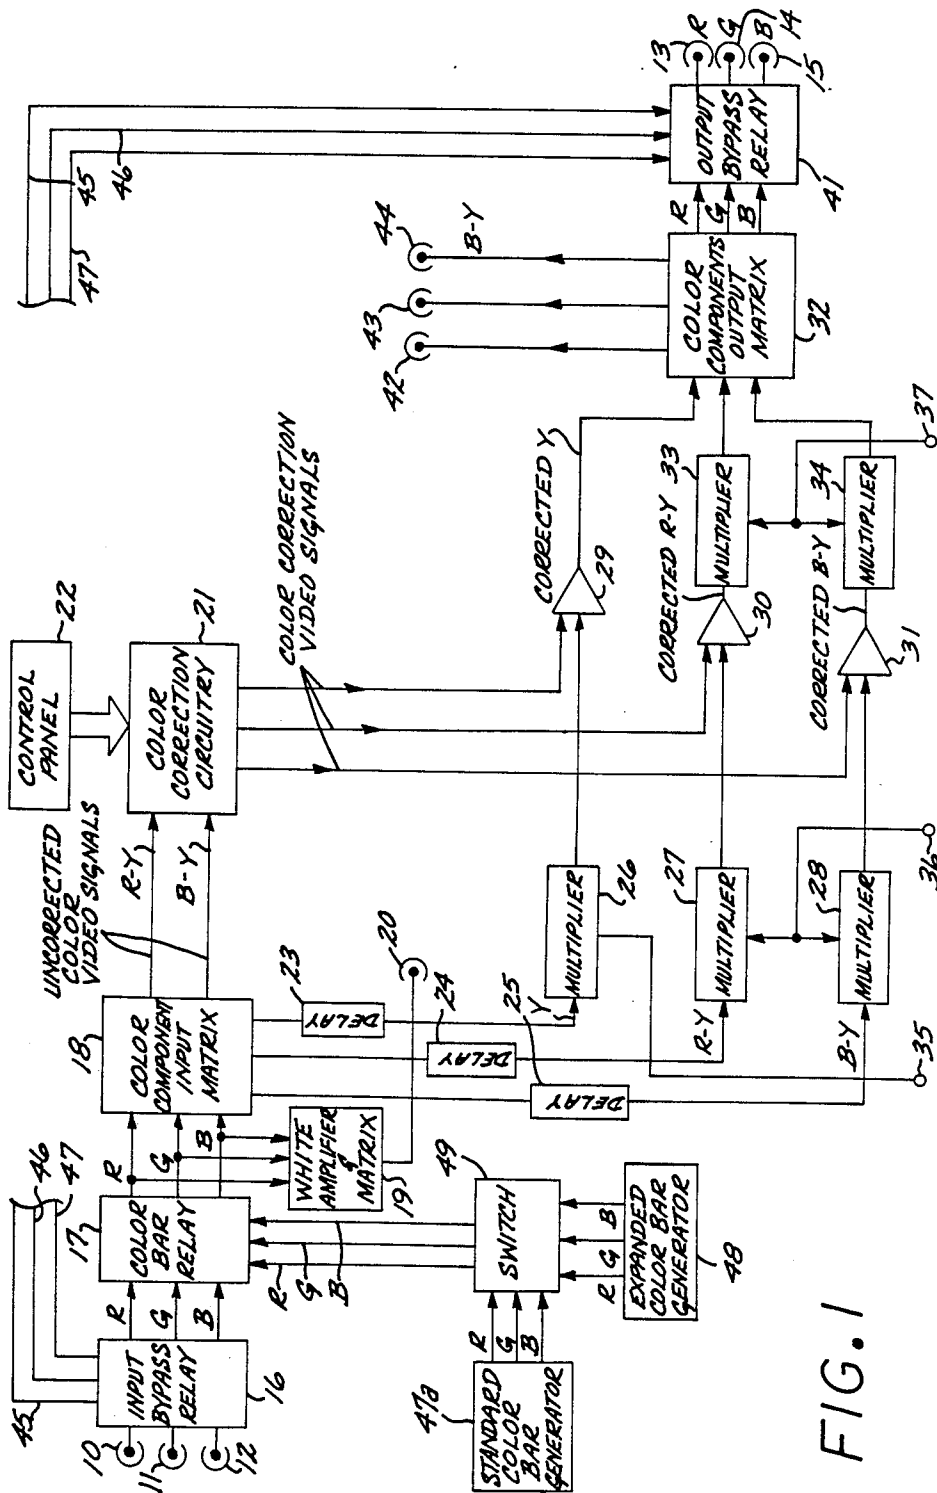 45
46
47
10
11
12
INPUT
BYPASS
RELAY
16
R
G
B
17
COLOR
BAR
RELAY
R
G
B
R
G
B
18
COLOR
COMPONENT
INPUT
MATRIX
WHITE
AMPLIFIER
&
MATRIX
19
20
UNCORRECTED
COLOR
VIDEO SIGNALS
R-Y
B-Y
CONTROL
PANEL
22
COLOR
CORRECTION
CIRCUITRY
21
COLOR CORRECTION
VIDEO SIGNALS
47a
STANDARD
COLOR
BAR
GENERATOR
R
G
B
49
SWITCH
R
G
B
EXPANDED
COLOR BAR
GENERATOR
48
23
DELAY
24
DELAY
25
DELAY
Y
R-Y
B-Y
MULTIPLIER
26
MULTIPLIER
27
MULTIPLIER
28
35
36
37
29
30
31
CORRECTED Y
CORRECTED R-Y
CORRECTED B-Y
MULTIPLIER
33
MULTIPLIER
34
COLOR
COMPONENTS
OUTPUT
MATRIX
32
42
43
44
B-Y
45
46
47
R
G
B
OUTPUT
BYPASS
RELAY
41
13
R
G
14
B
15
FIG. 1